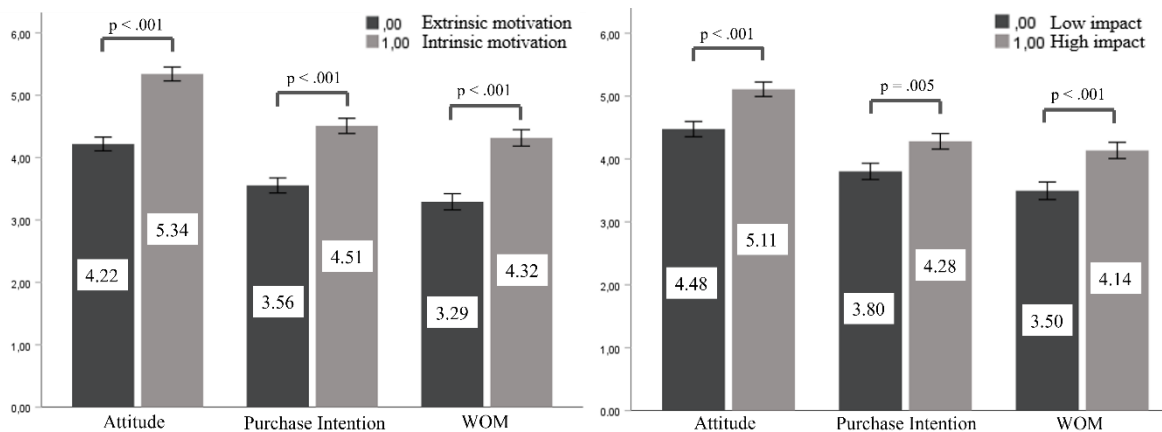 ,00 Extrinsic motivation
1,00 Intrinsic motivation
6,00
5,00
4,00
3,00
2,00
1,00
0,00
p < .001
p < .001
p < .001
4.22
5.34
3.56
4.51
3.29
4.32
Attitude
Purchase Intention
WOM
,00 Low impact
1,00 High impact
6,00
5,00
4,00
3,00
2,00
1,00
0.00
p < .001
p = .005
p < .001
4.48
5.11
3.80
4.28
3.50
4.14
Attitude
Purchase Intention
WOM